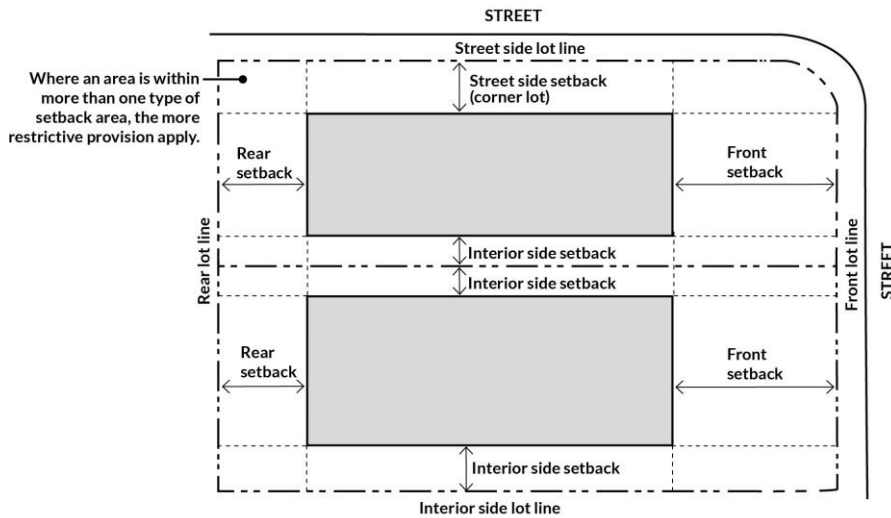 STREET
Street side lot line
Where an area is within
more than one type of
setback area, the more
restrictive provision apply.
Street side setback
(corner lot)
Rear
setback
Front
setback
Rear lot line
Interior side setback
Interior side setback
Front lot line
STREET
Rear
setback
Front
setback
Interior side setback
Interior side lot line